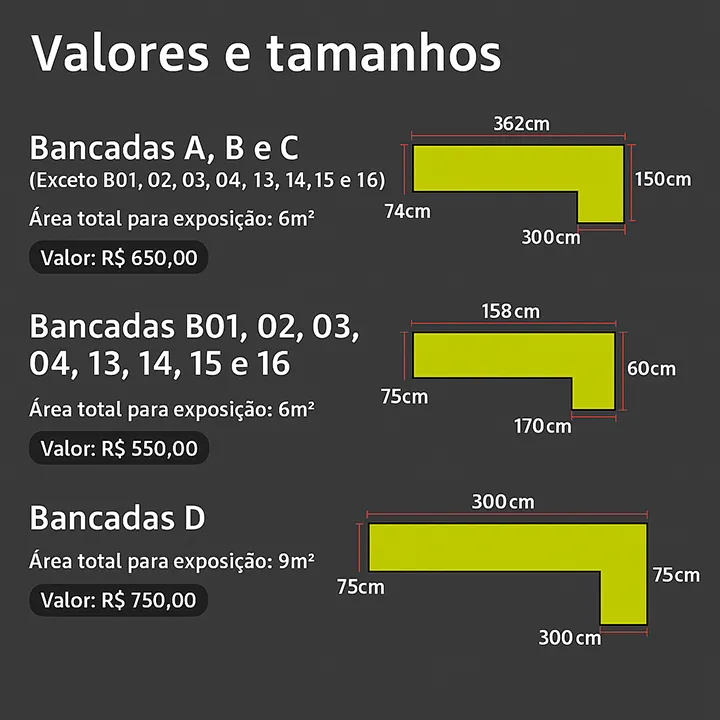 Valores e tamanhos
Bancadas A, B e C
(Exceto B01, 02, 03, 04, 13, 14,15 e 16)
Área total para exposição: 6m²
Valor: R$ 650,00
362cm
150cm
74cm
300cm
Bancadas B01, 02, 03,
04, 13, 14, 15 e 16
Área total para exposição: 6m²
Valor: R$ 550,00
158cm
60cm
75cm
170cm
Bancadas D
Área total para exposição: 9m²
Valor: R$ 750,00
300cm
75cm
75cm
300cm